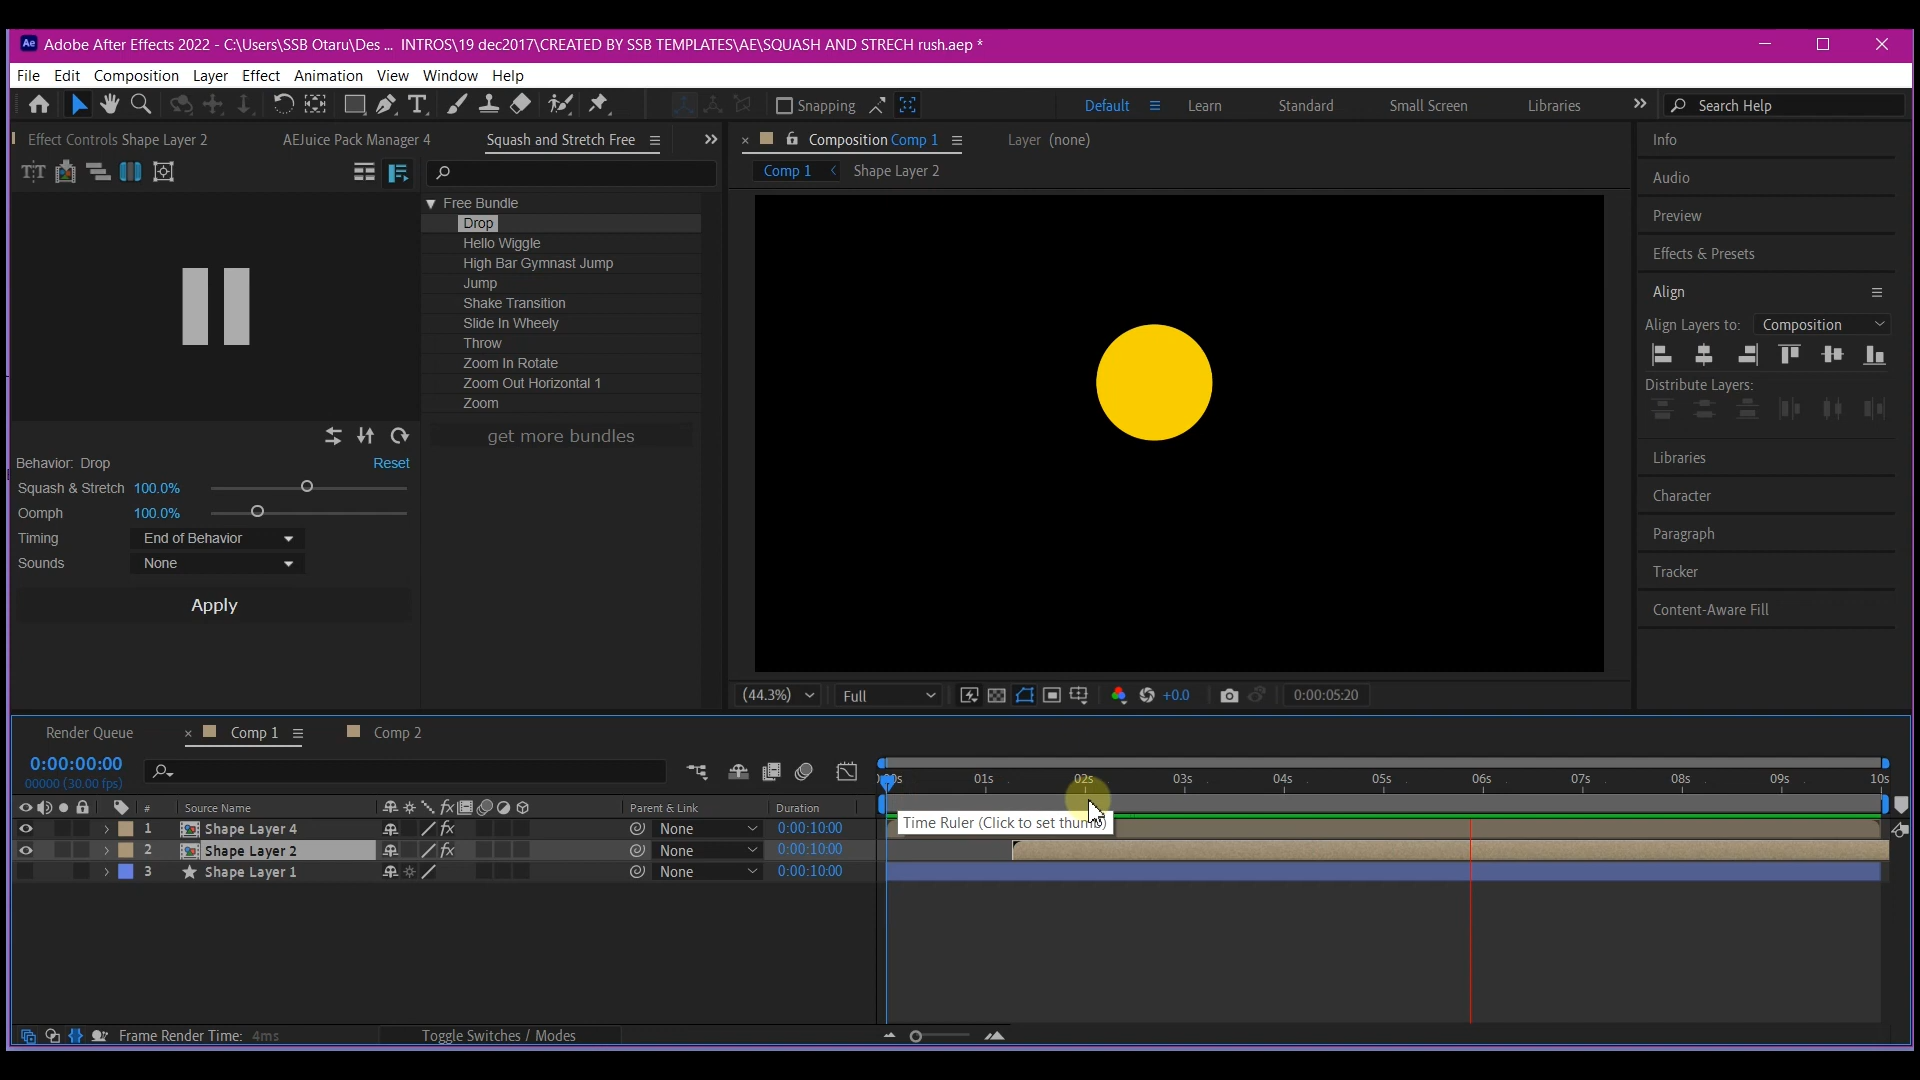 Adobe After Effects 2022 - C:\Users\SSB Otaru\Des ... INTROS\19 dec2017\CREATED BY SSB TEMPLATES\AE\SQUASH AND STRECH rush.aep *
File Edit Composition Layer Effect Animation View Window Help
Snapping Default Learn Standard Small Screen Libraries Search Help
Effect Controls Shape Layer 2 AEJuice Pack Manager 4 Squash and Stretch Free
Composition Comp 1 Layer (none)
Comp 1 Shape Layer 2
Free Bundle
Drop
Hello Wiggle
High Bar Gymnast Jump
Jump
Shake Transition
Slide In Wheely
Throw
Zoom In Rotate
Zoom Out Horizontal 1
Zoom
get more bundles
Behavior: Drop Reset
Squash & Stretch 100.0%
Oomph 100.0%
Timing End of Behavior
Sounds None
Apply
(44.3%) Full +0.0 0:00:05:20
Info
Audio
Preview
Effects & Presets
Align
Align Layers to: Composition
Distribute Layers:
Libraries
Character
Paragraph
Tracker
Content-Aware Fill
Render Queue Comp 1 Comp 2
0:00:00:00
00000 (30.00 fps)
01s 02s 03s 04s 05s 06s 07s 08s 09s 10s
# Source Name Parent & Link Duration
1 Shape Layer 4 None 0:00:10:00
2 Shape Layer 2 None 0:00:10:00
3 Shape Layer 1 None 0:00:10:00
Time Ruler (Click to set thumb)
Frame Render Time: 4ms Toggle Switches / Modes